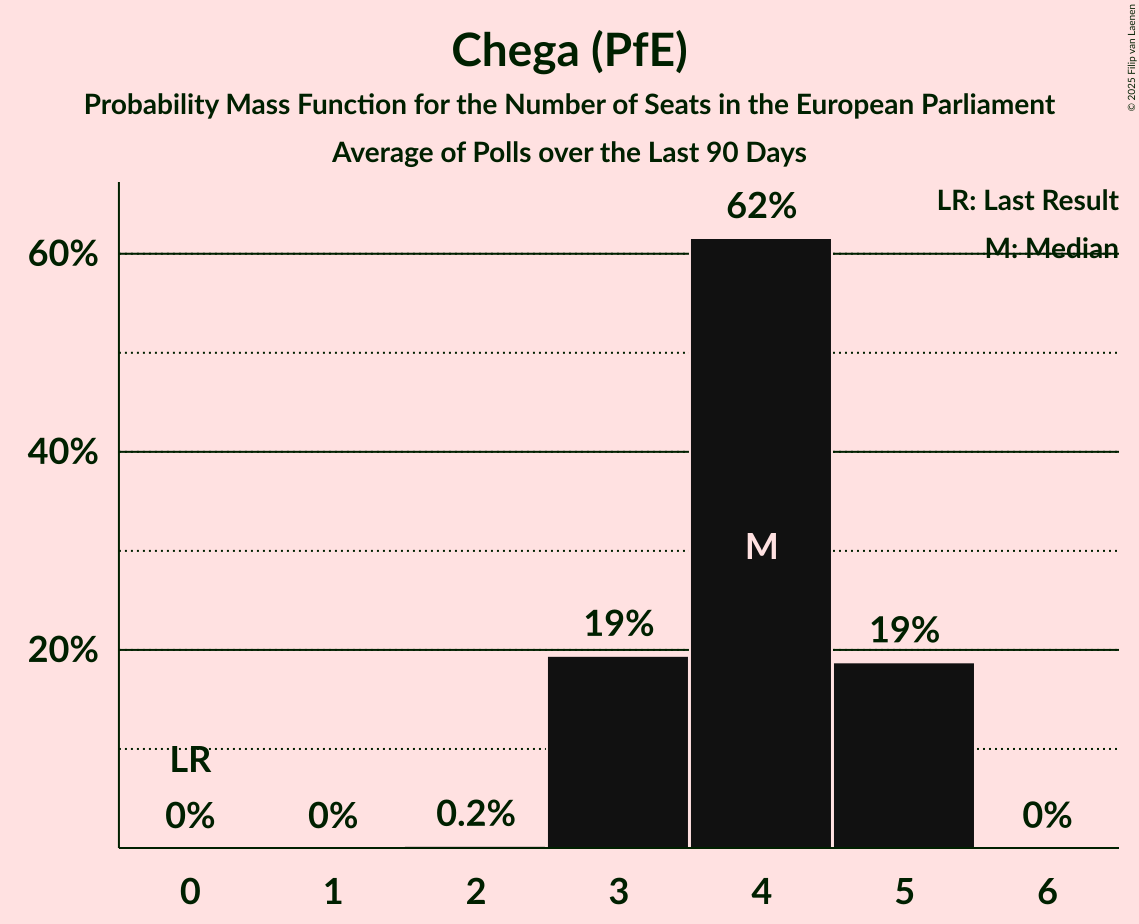 Chega (PfE)
Probability Mass Function for the Number of Seats in the European Parliament
Average of Polls over the Last 90 Days
© 2025 Filip van Laenen
LR: Last Result
M: Median
62%
60%
40%
M
19%
19%
20%
LR
0%
0%
0.2%
0%
0
1
2
3
4
5
6